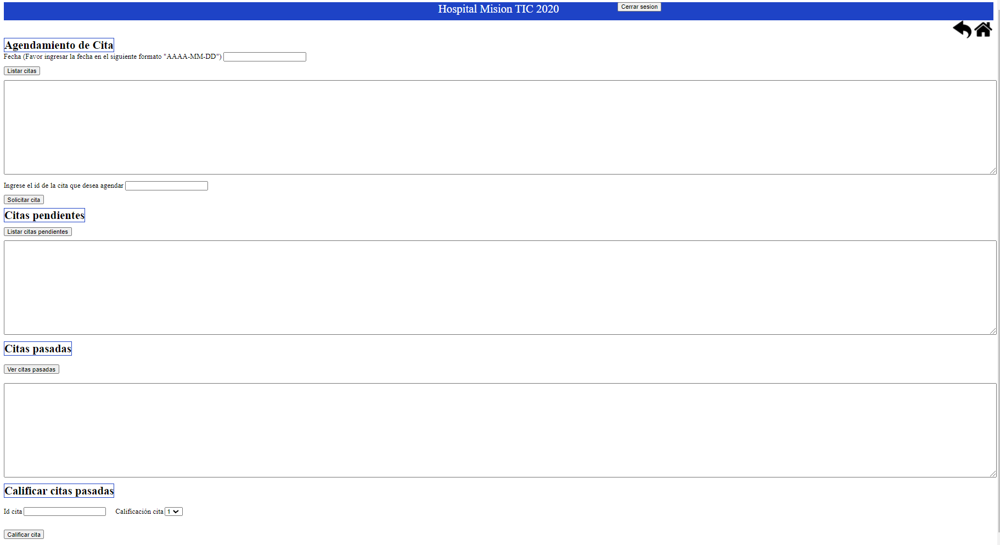 Hospital Mision TIC 2020
Cerrar sesion
Agendamiento de Cita
Fecha (Favor ingresar la fecha en el siguiente formato "AAAA-MM-DD")
Listar citas
Ingrese el id de la cita que desea agendar
Solicitar cita
Citas pendientes
Listar citas pendientes
Citas pasadas
Ver citas pasadas
Calificar citas pasadas
Id cita Calificación cita 1
Calificar cita